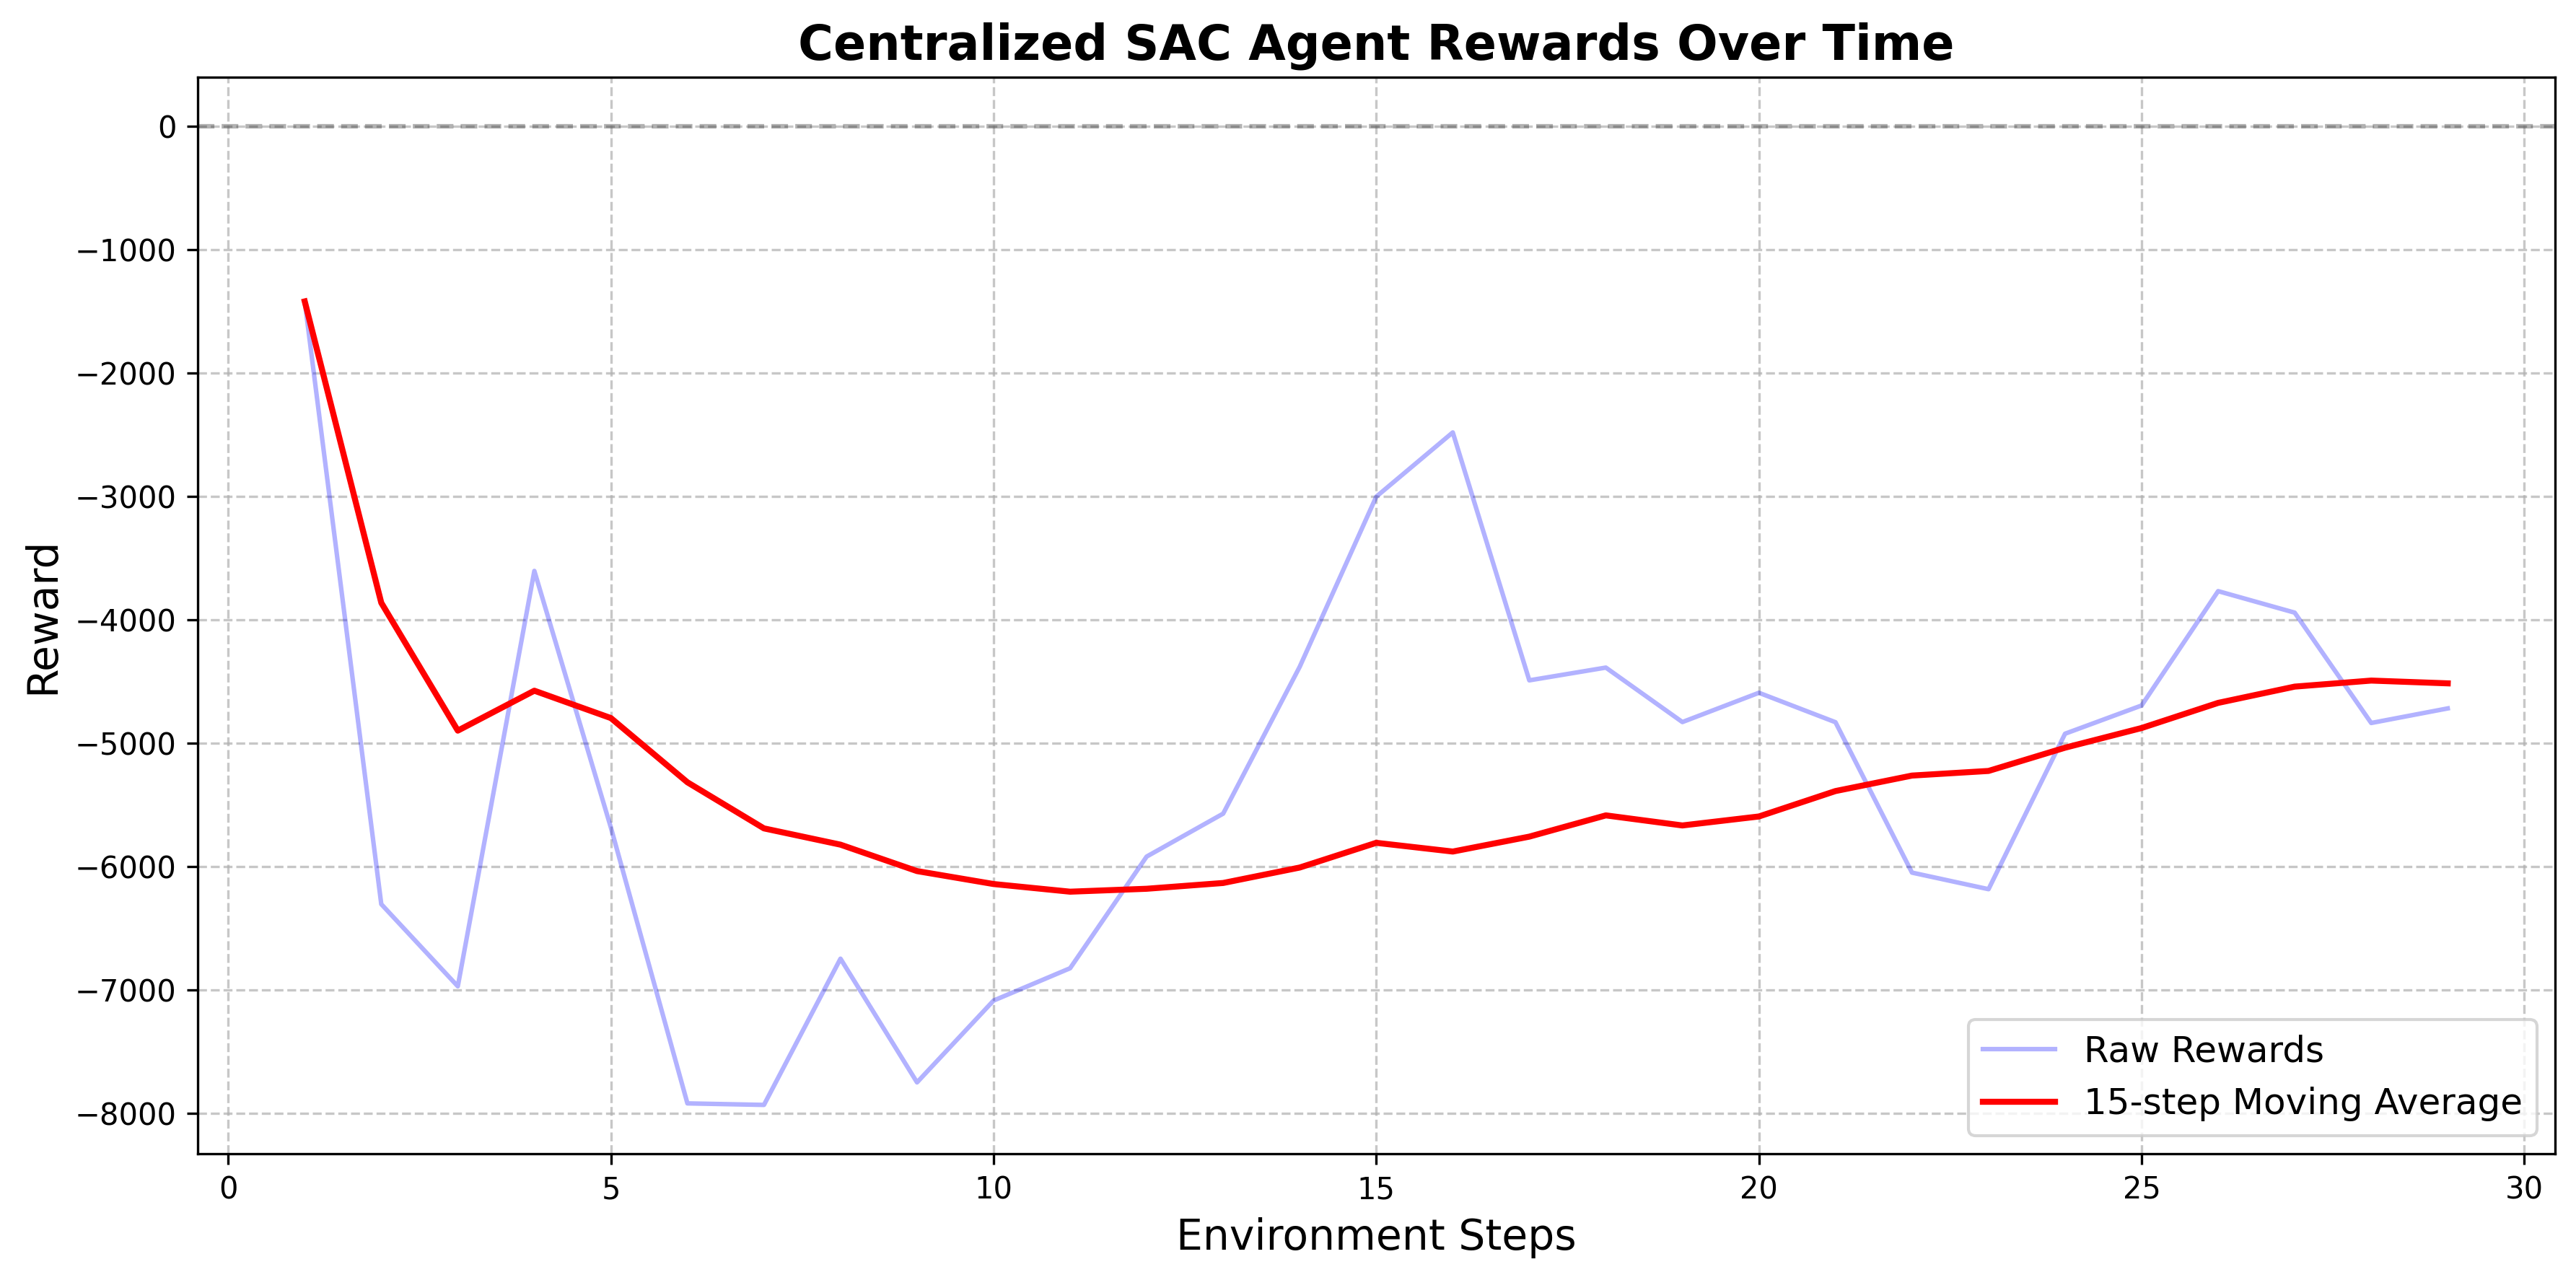 Centralized SAC Agent Rewards Over Time
Reward
0
−1000
−2000
−3000
−4000
−5000
−6000
−7000
−8000
0 5 10 15 20 25 30
Environment Steps
Raw Rewards
15-step Moving Average